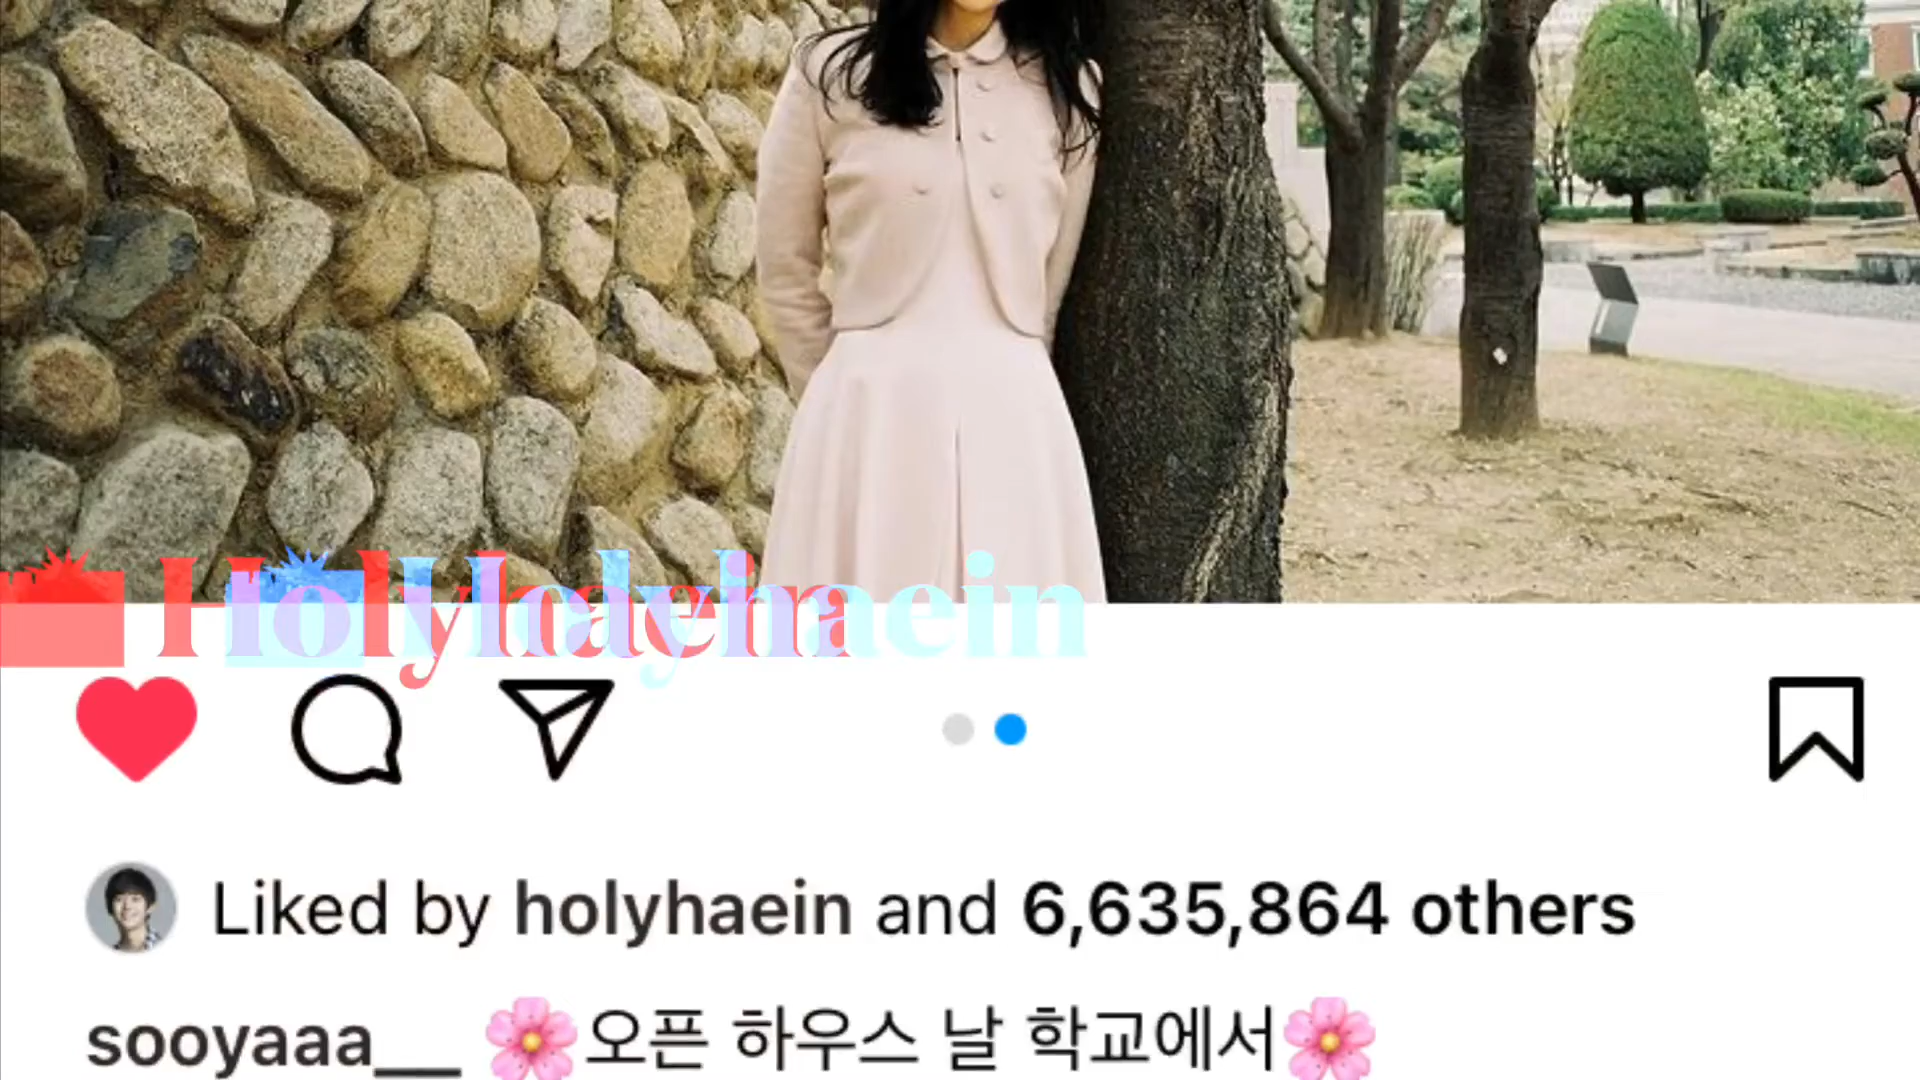 Holyhaein
Liked by holyhaein and 6,635,864 others
sooyaaa__ 🌸오픈 하우스 날 학교에서🌸